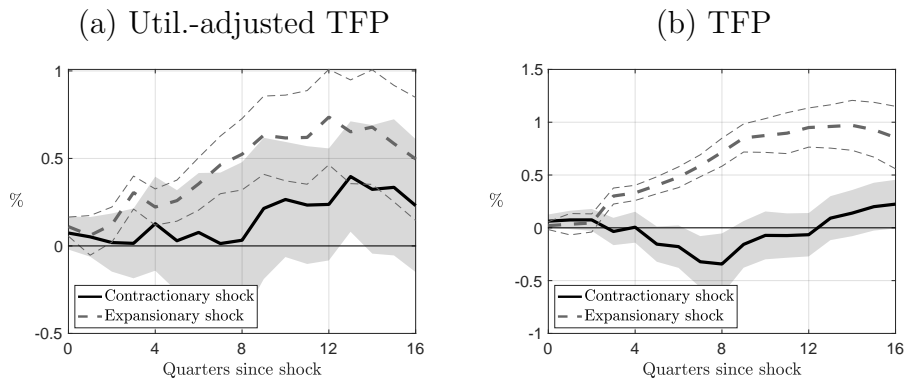 (a) Util.-adjusted TFP
1
0.5
%
0
-0.5
Contractionary shock
Expansionary shock
0 4 8 12 16
Quarters since shock
(b) TFP
1.5
1
0.5
%
0
-0.5
-1
Contractionary shock
Expansionary shock
0 4 8 12 16
Quarters since shock